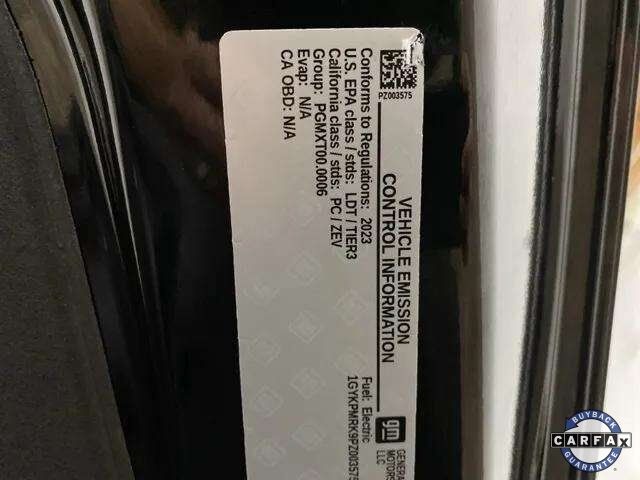 PZ003575
VEHICLE EMISSION
CONTROL INFORMATION
Conforms to Regulations: 2023
U.S. EPA class / stds: LDT / TIER3
California class / stds: PC / ZEV
Group: PGMXT00.0006
Evap: N/A
CA OBD: N/A
gm
GENERAL
MOTORS
LLC
Fuel: Electric
1GYKPMRK9PZ003575
BUYBACK
CARFAX
GUARANTEE